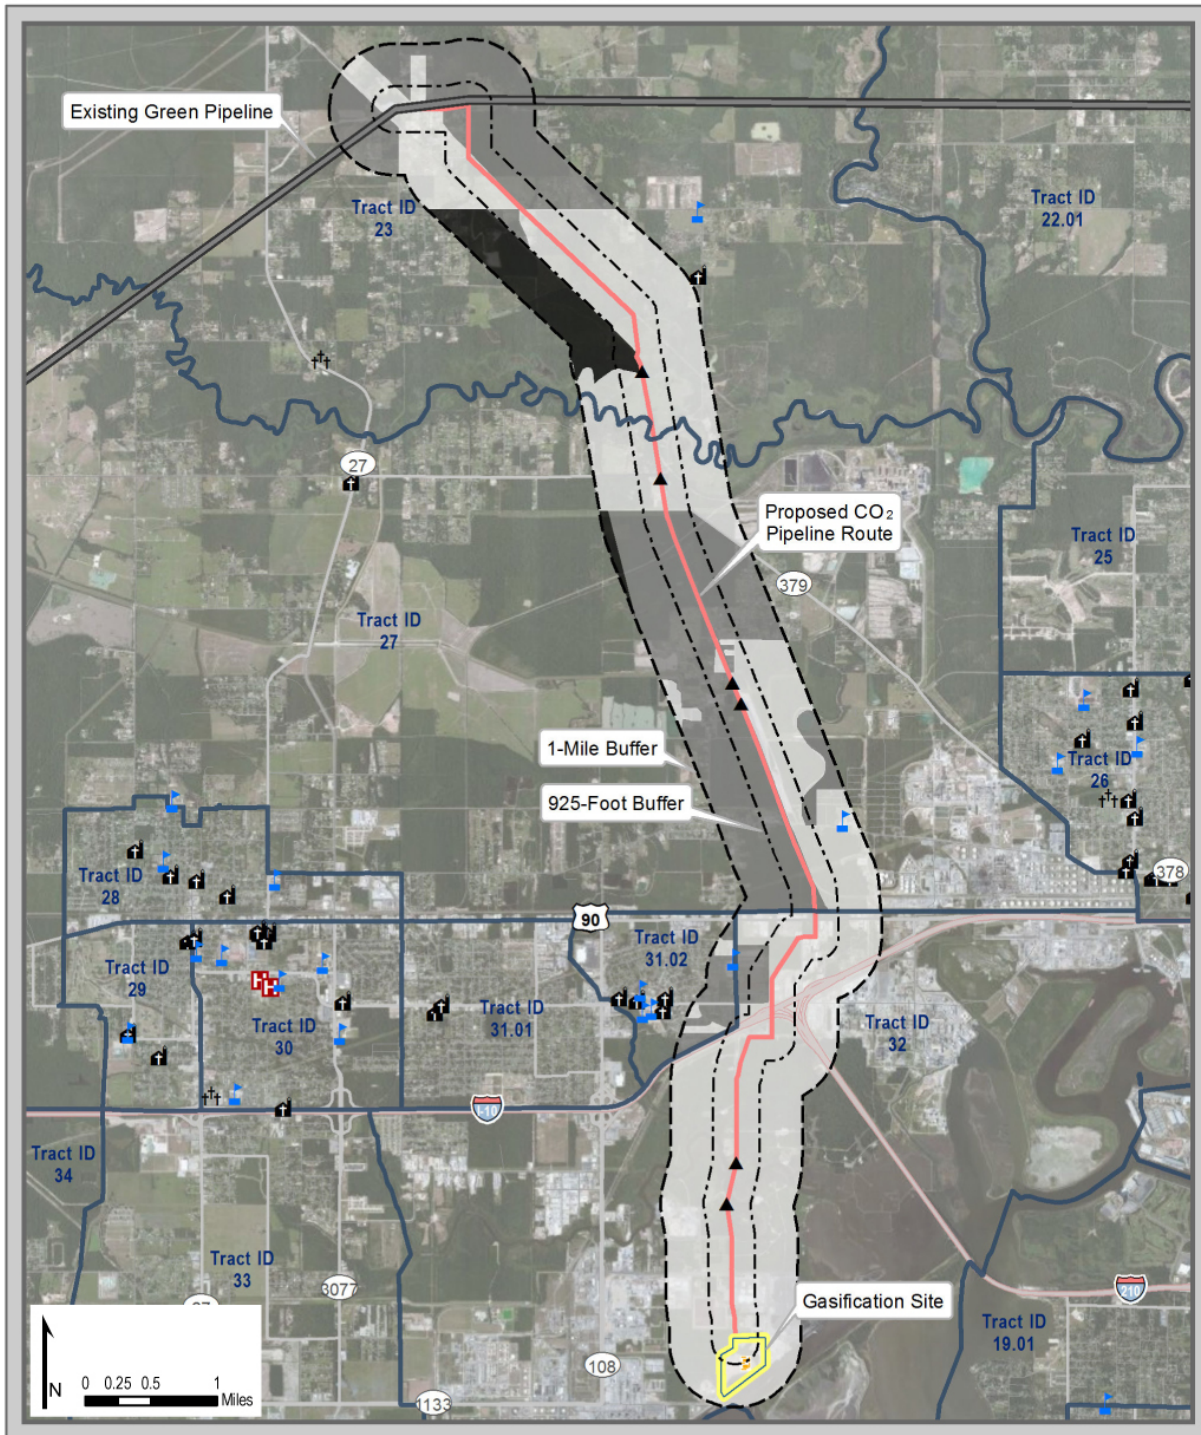 Existing Green Pipeline
Tract ID
23
Tract ID
22.01
27
Proposed CO₂
Pipeline Route
Tract ID
25
379
Tract ID
27
1-Mile Buffer
925-Foot Buffer
Tract ID
26
378
Tract ID
28
90
Tract ID
31.02
Tract ID
29
Tract ID
31.01
Tract ID
30
Tract ID
32
H
H
I-10
Tract ID
34
Tract ID
33
3077
210
Gasification Site
Tract ID
19.01
108
1133
N
0 0.25 0.5 1
Miles